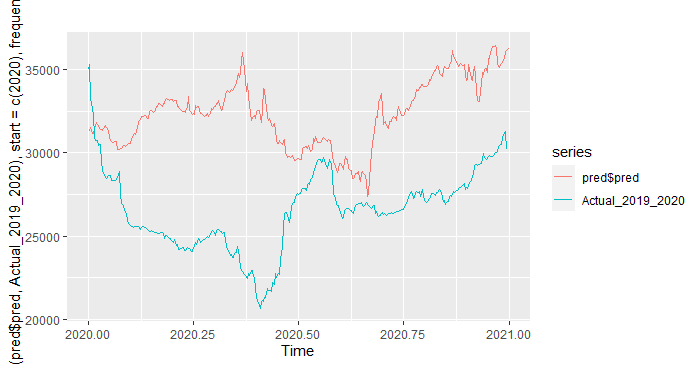 (pred$pred, Actual_2019_2020), start = c(2020), frequen
35000
30000
25000
20000
2020.00
2020.25
2020.50
2020.75
2021.00
Time
series
pred$pred
Actual_2019_2020